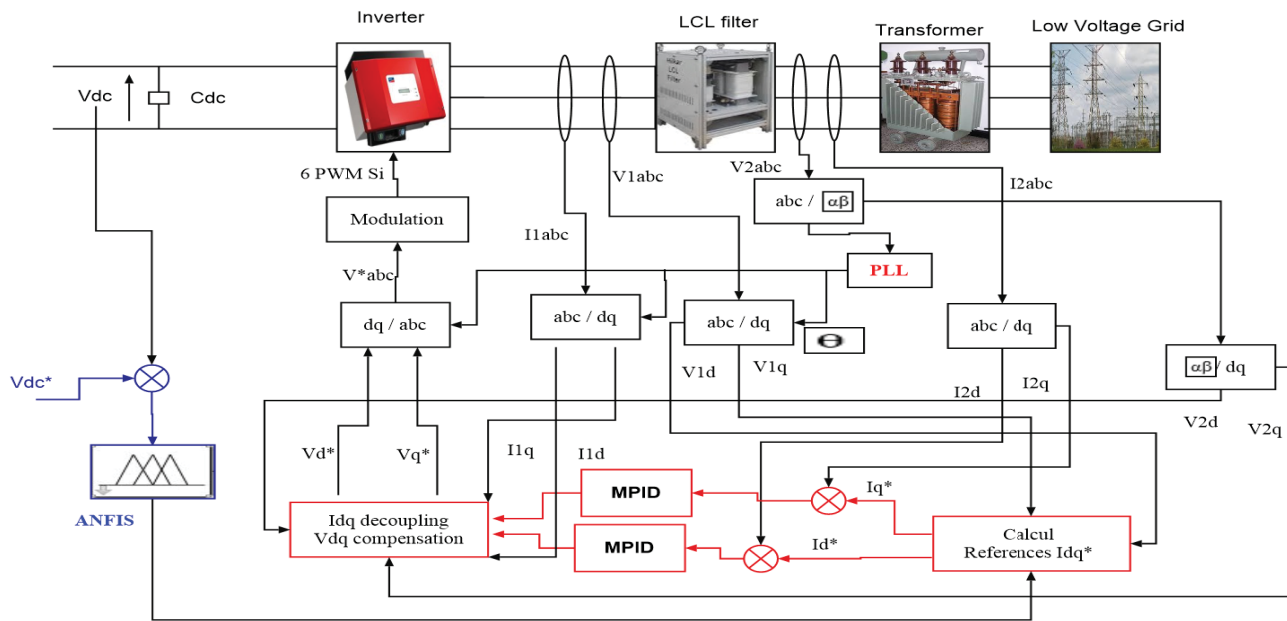 Inverter
LCL filter
Transformer
Low Voltage Grid
Vdc
Cdc
LCL
Filter
6 PWM Si
V1abc
V2abc
I2abc
abc / αβ
Modulation
I1abc
PLL
V*abc
dq / abc
abc / dq
abc / dq
abc / dq
Θ
αβ / dq
Vdc*
V1d
V1q
I2d
I2q
V2d
V2q
Vd*
Vq*
I1q
I1d
MPID
Iq*
ANFIS
Idq decoupling
Vdq compensation
MPID
Id*
Calcul
References Idq*